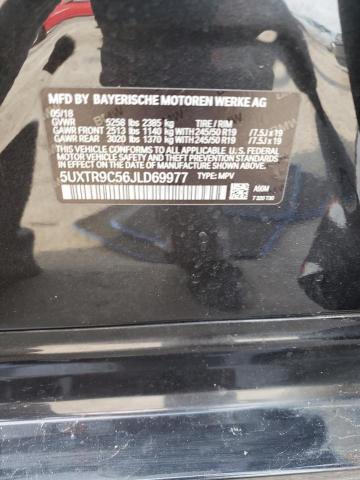 MFD BY BAYERISCHE MOTOREN WERKE AG
05/18
GVWR 5258 lbs 2385 kg TIRE / RIM
GAWR FRONT 2513 lbs 1140 kg WITH 245/50 R19 (7.5J x 19
GAWR REAR 3020 lbs 1370 kg WITH 245/50 R19 (7.5J x 19
THIS VEHICLE CONFORMS TO ALL APPLICABLE U.S. FEDERAL
MOTOR VEHICLE SAFETY, BUMPER, AND THEFT PREVENTION
STANDARDS IN EFFECT ON THE DATE OF MANUFACTURE SHOWN ABOVE.
5UXTR9C56JLD69977 TYPE: MPV
A90M